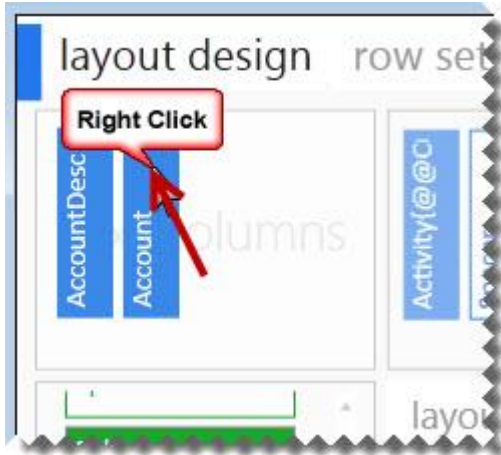 layout design row set
Right Click
AccountDesc
Account
columns
Activity{@@C
layou